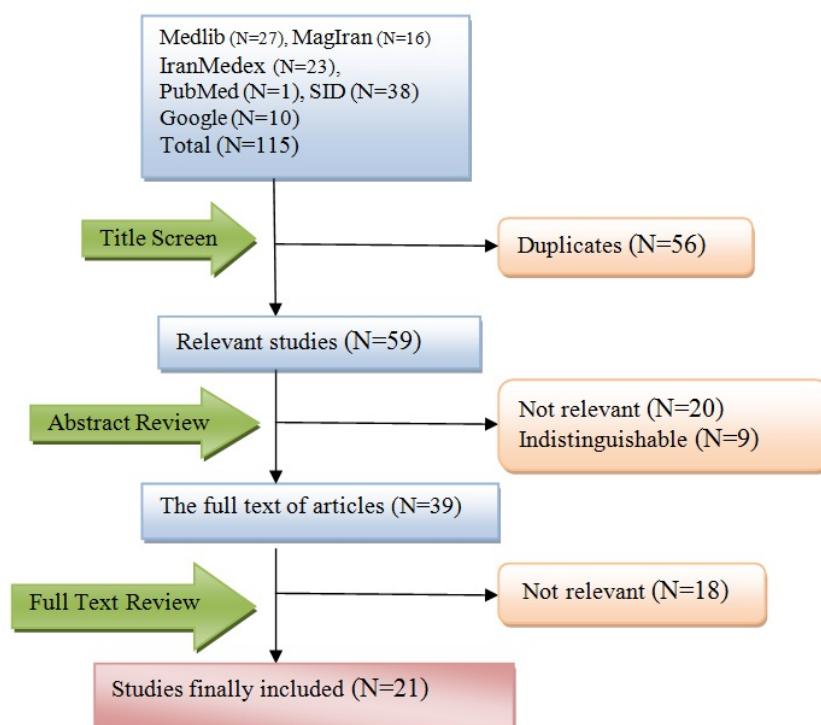 Medlib (N=27), MagIran (N=16)
IranMedex (N=23),
PubMed (N=1), SID (N=38)
Google (N=10)
Total (N=115)
Title Screen
Duplicates (N=56)
Relevant studies (N=59)
Abstract Review
Not relevant (N=20)
Indistinguishable (N=9)
The full text of articles (N=39)
Full Text Review
Not relevant (N=18)
Studies finally included (N=21)